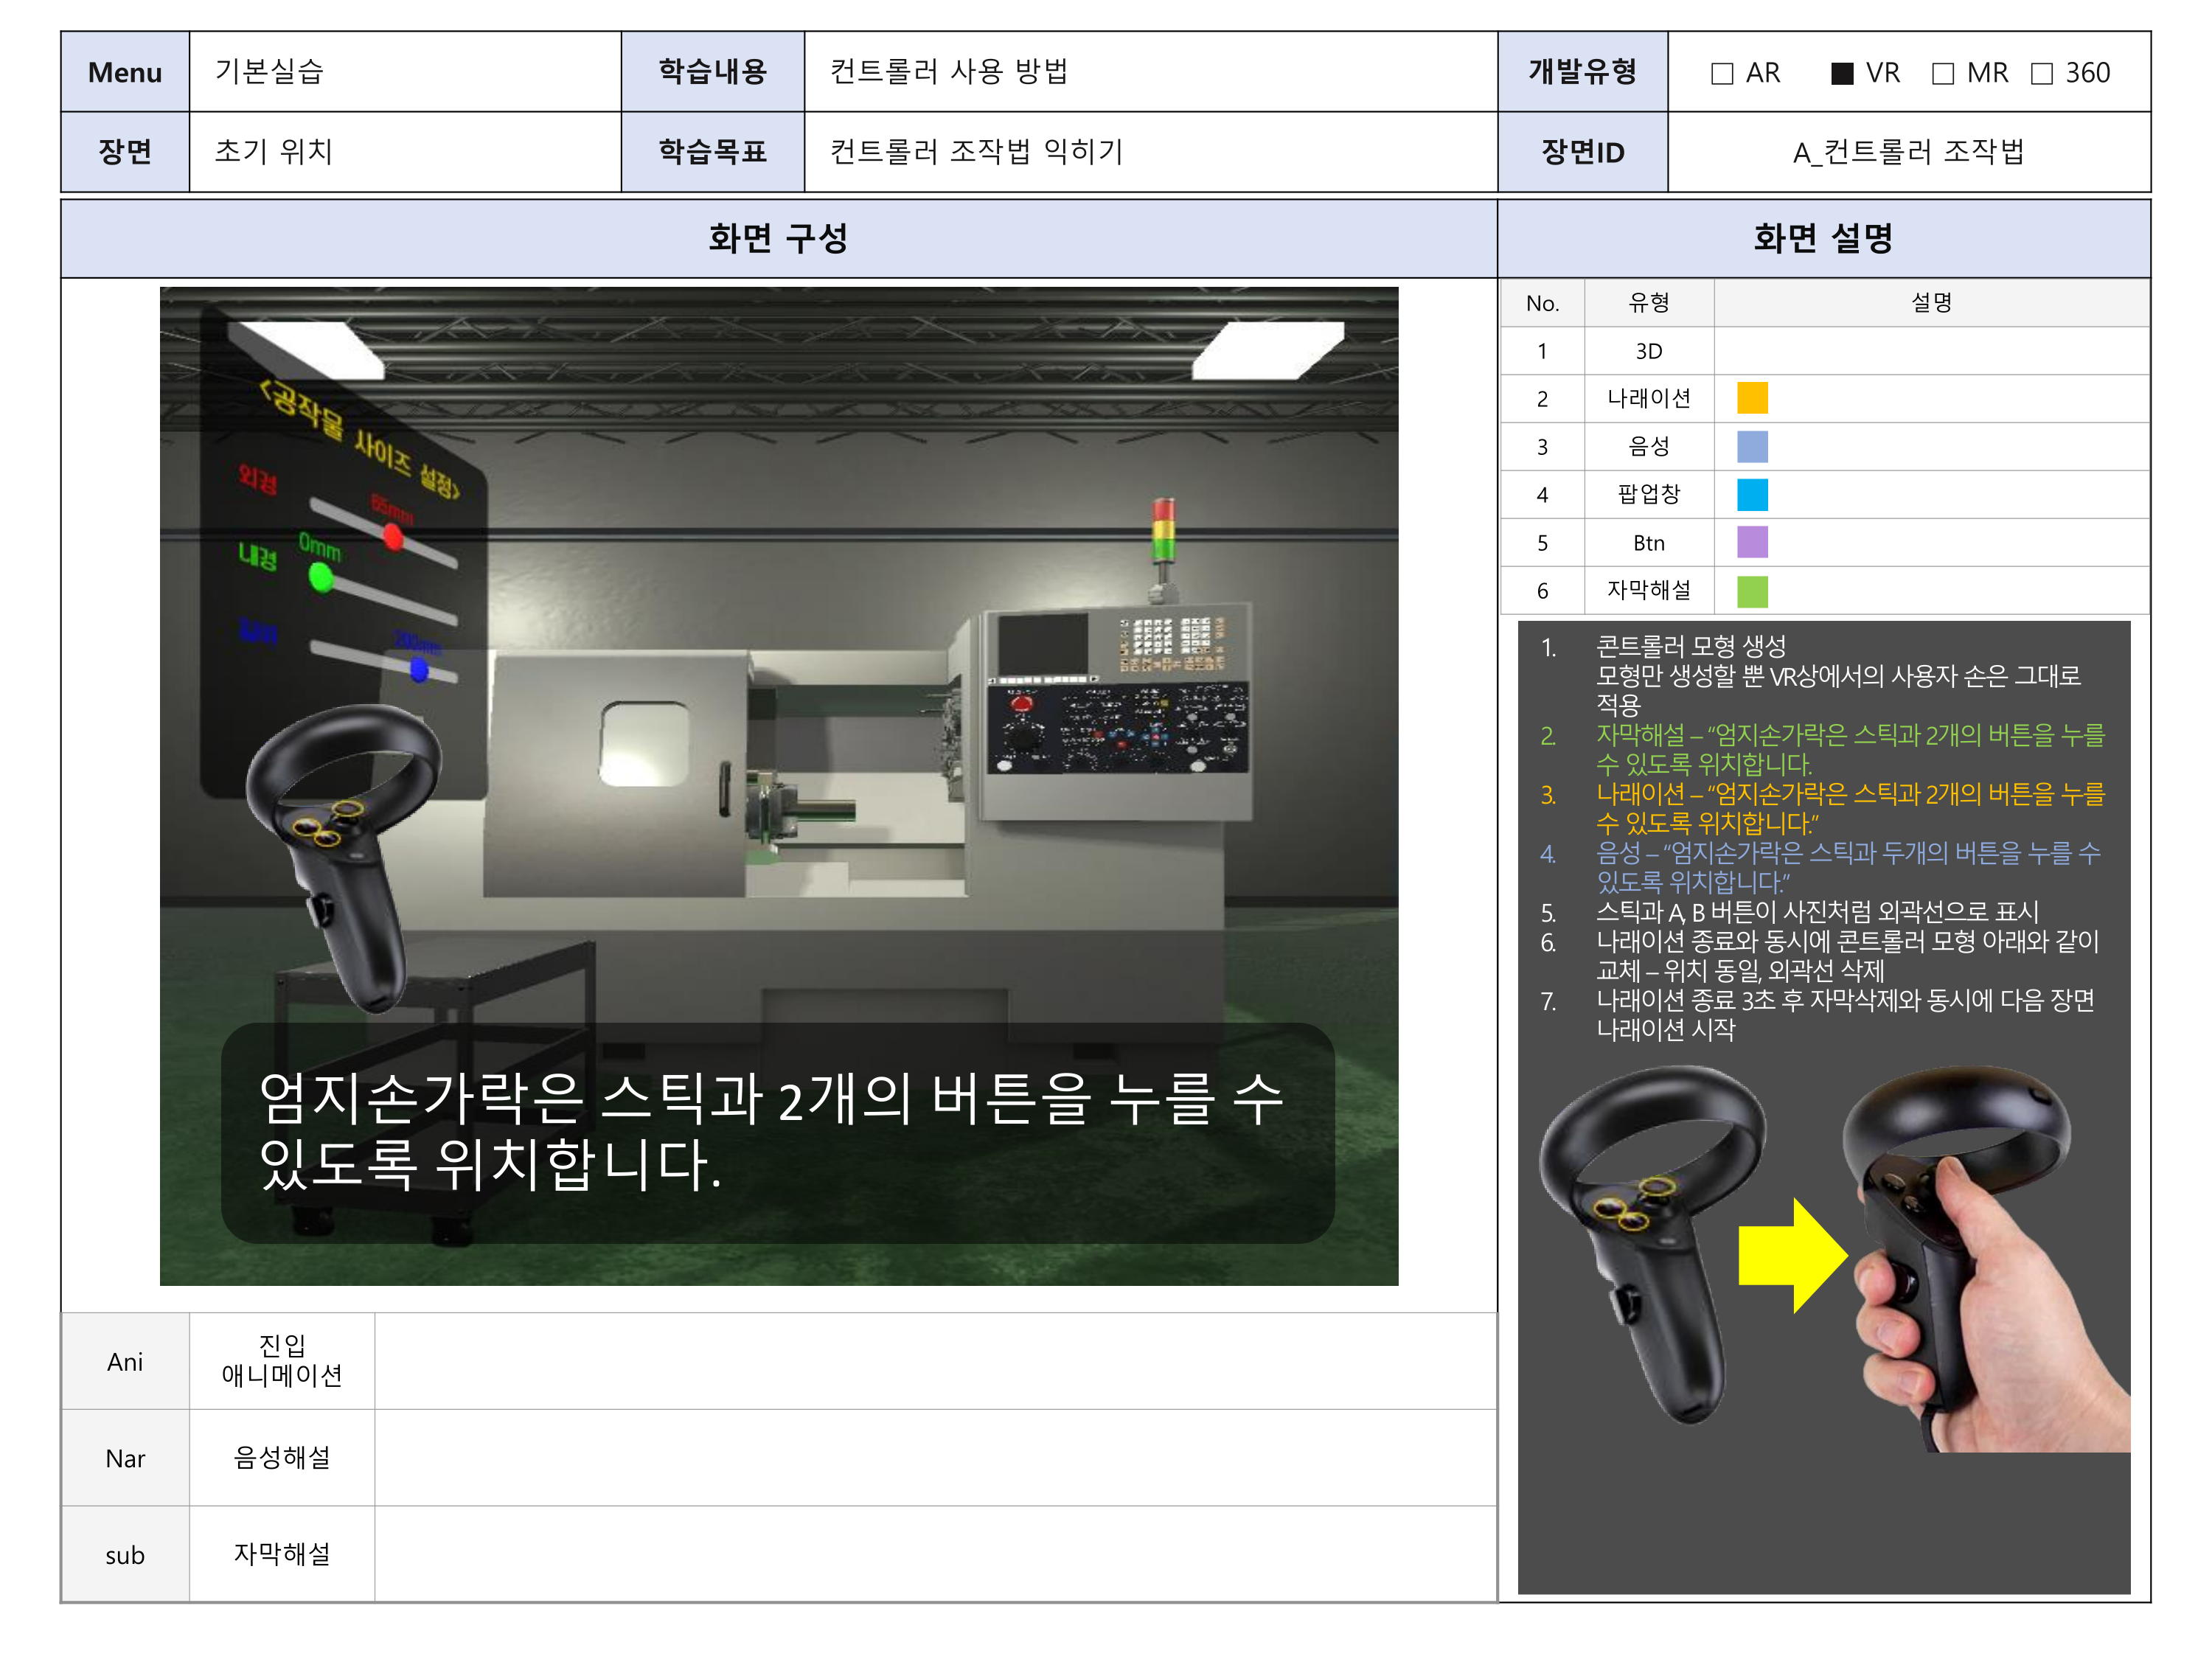 Menu 기본실습 학습내용 컨트롤러 사용 방법 개발유형 □ AR ■ VR □ MR □ 360
장면 초기 위치 학습목표 컨트롤러 조작법 익히기 장면ID A_컨트롤러 조작법
화면 구성 화면 설명
<공작물 사이즈 설정>
외경 65mm
내경 0mm
200mm
엄지손가락은 스틱과 2개의 버튼을 누를 수
있도록 위치합니다.
No. 유형 설명
1 3D
2 나래이션
3 음성
4 팝업창
5 Btn
6 자막해설
1. 콘트롤러 모형 생성
모형만 생성할 뿐 VR상에서의 사용자 손은 그대로
적용
2. 자막해설 – “엄지손가락은 스틱과 2개의 버튼을 누를
수 있도록 위치합니다.
3. 나래이션 – “엄지손가락은 스틱과 2개의 버튼을 누를
수 있도록 위치합니다.”
4. 음성 – “엄지손가락은 스틱과 두개의 버튼을 누를 수
있도록 위치합니다.”
5. 스틱과 A, B 버튼이 사진처럼 외곽선으로 표시
6. 나래이션 종료와 동시에 콘트롤러 모형 아래와 같이
교체 – 위치 동일, 외곽선 삭제
7. 나래이션 종료 3초 후 자막삭제와 동시에 다음 장면
나래이션 시작
Ani 진입
애니메이션
Nar 음성해설
sub 자막해설